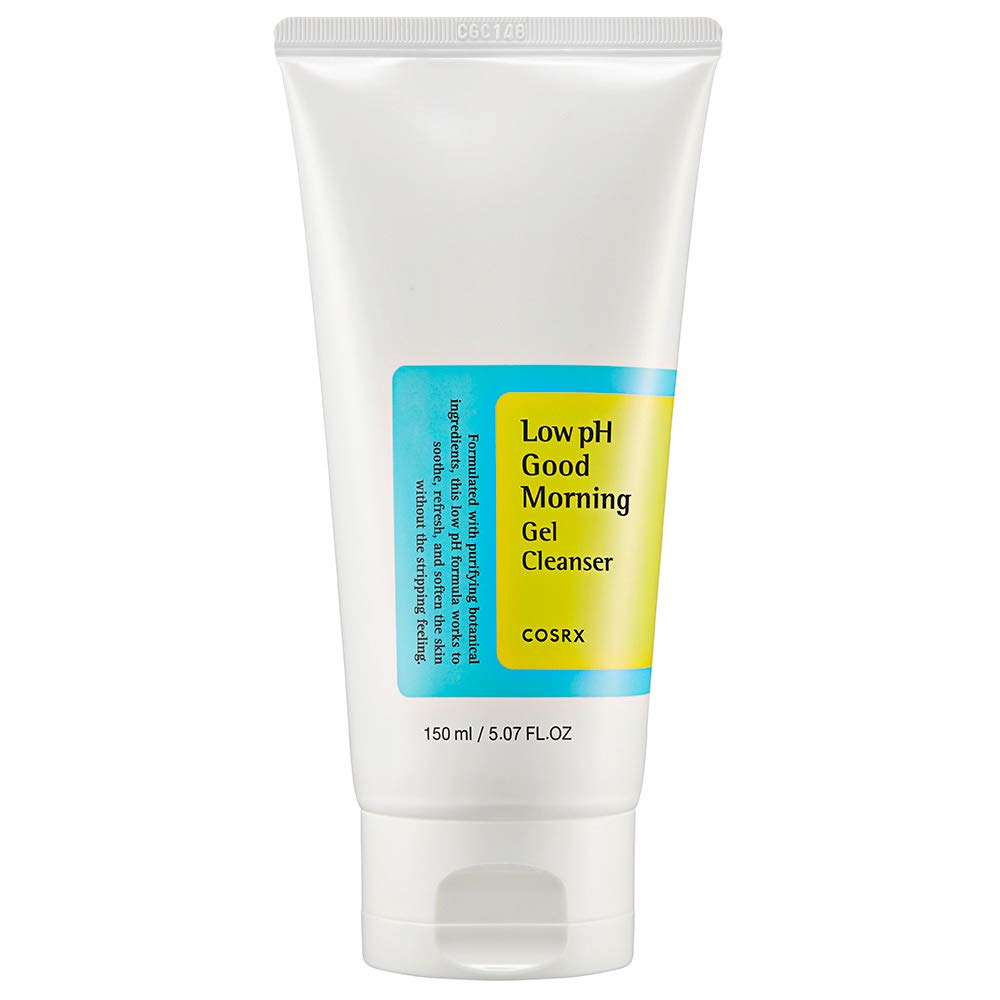 CGC148
Low pH
Good
Morning
Gel
Cleanser
COSRX
Formulated with purifying botanical
ingredients, this low pH formula works to
soothe, refresh, and soften the skin
without the stripping feeling.
150 ml / 5.07 FL.OZ